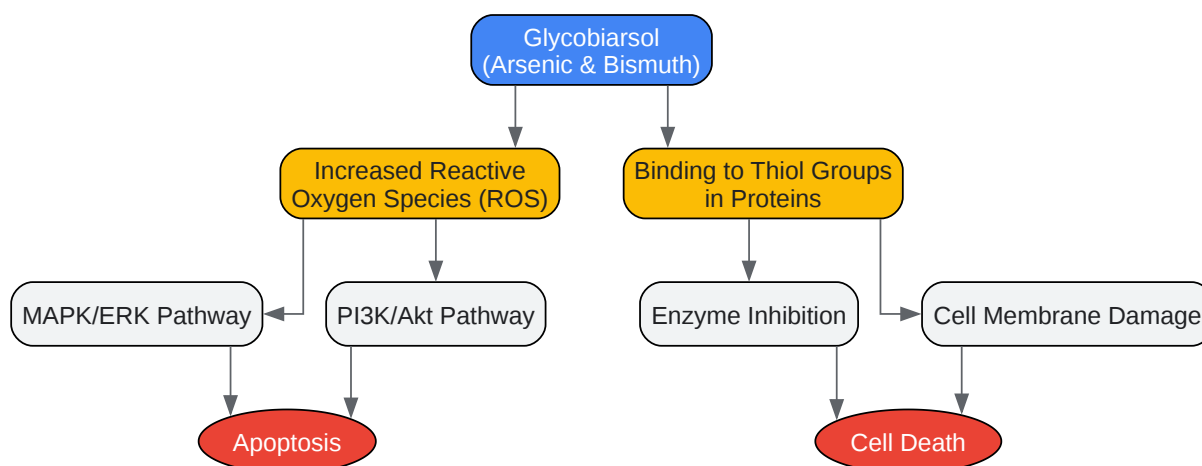 Glycobiarsol
(Arsenic & Bismuth)
Increased Reactive
Oxygen Species (ROS)
Binding to Thiol Groups
in Proteins
MAPK/ERK Pathway
PI3K/Akt Pathway
Enzyme Inhibition
Cell Membrane Damage
Apoptosis
Cell Death